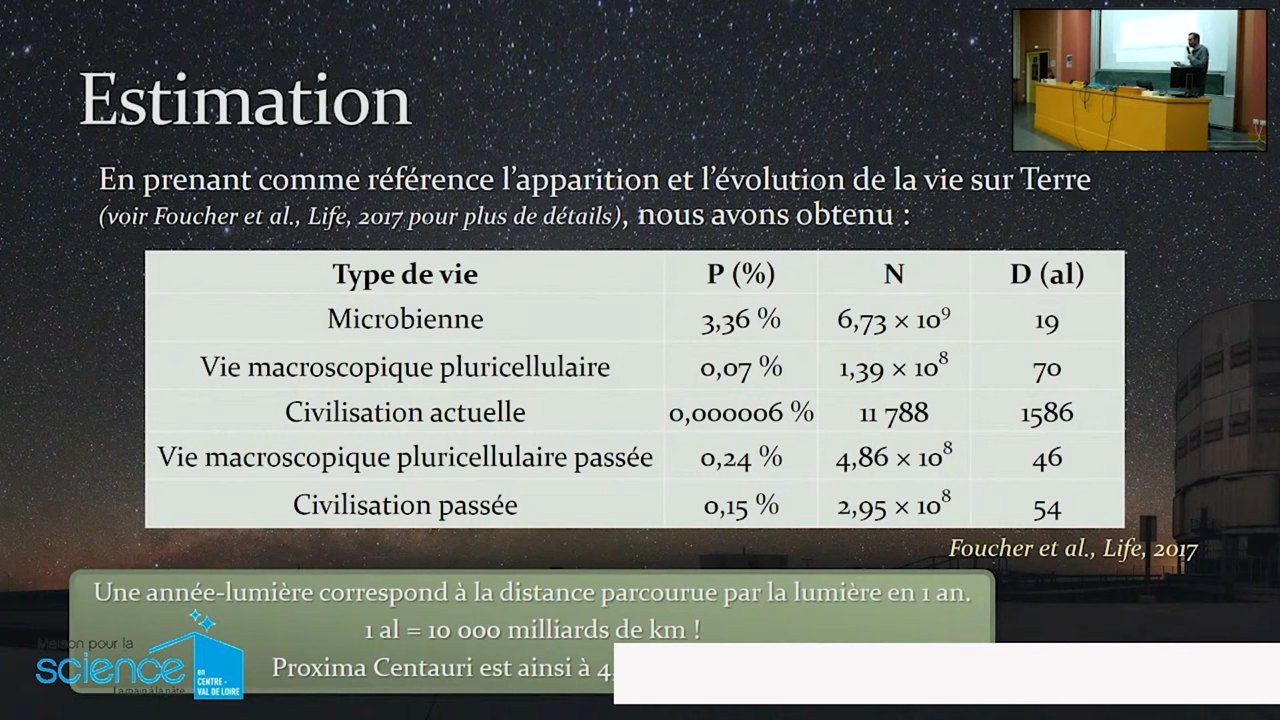 Estimation
En prenant comme référence l'apparition et l'évolution de la vie sur Terre
(voir Foucher et al., Life, 2017 pour plus de détails), nous avons obtenu :
Type de vie P (%) N D (al)
Microbienne 3,36 % 6,73 × 10⁹ 19
Vie macroscopique pluricellulaire 0,07 % 1,39 × 10⁸ 70
Civilisation actuelle 0,000006 % 11 788 1586
Vie macroscopique pluricellulaire passée 0,24 % 4,86 × 10⁸ 46
Civilisation passée 0,15 % 2,95 × 10⁸ 54
Foucher et al., Life, 2017
Une année-lumière correspond à la distance parcourue par la lumière en 1 an.
1 al = 10 000 milliards de km !
Proxima Centauri est ainsi à 4,
Maison pour la
science
en
CENTRE -
VAL DE LOIRE
La main à la pâte